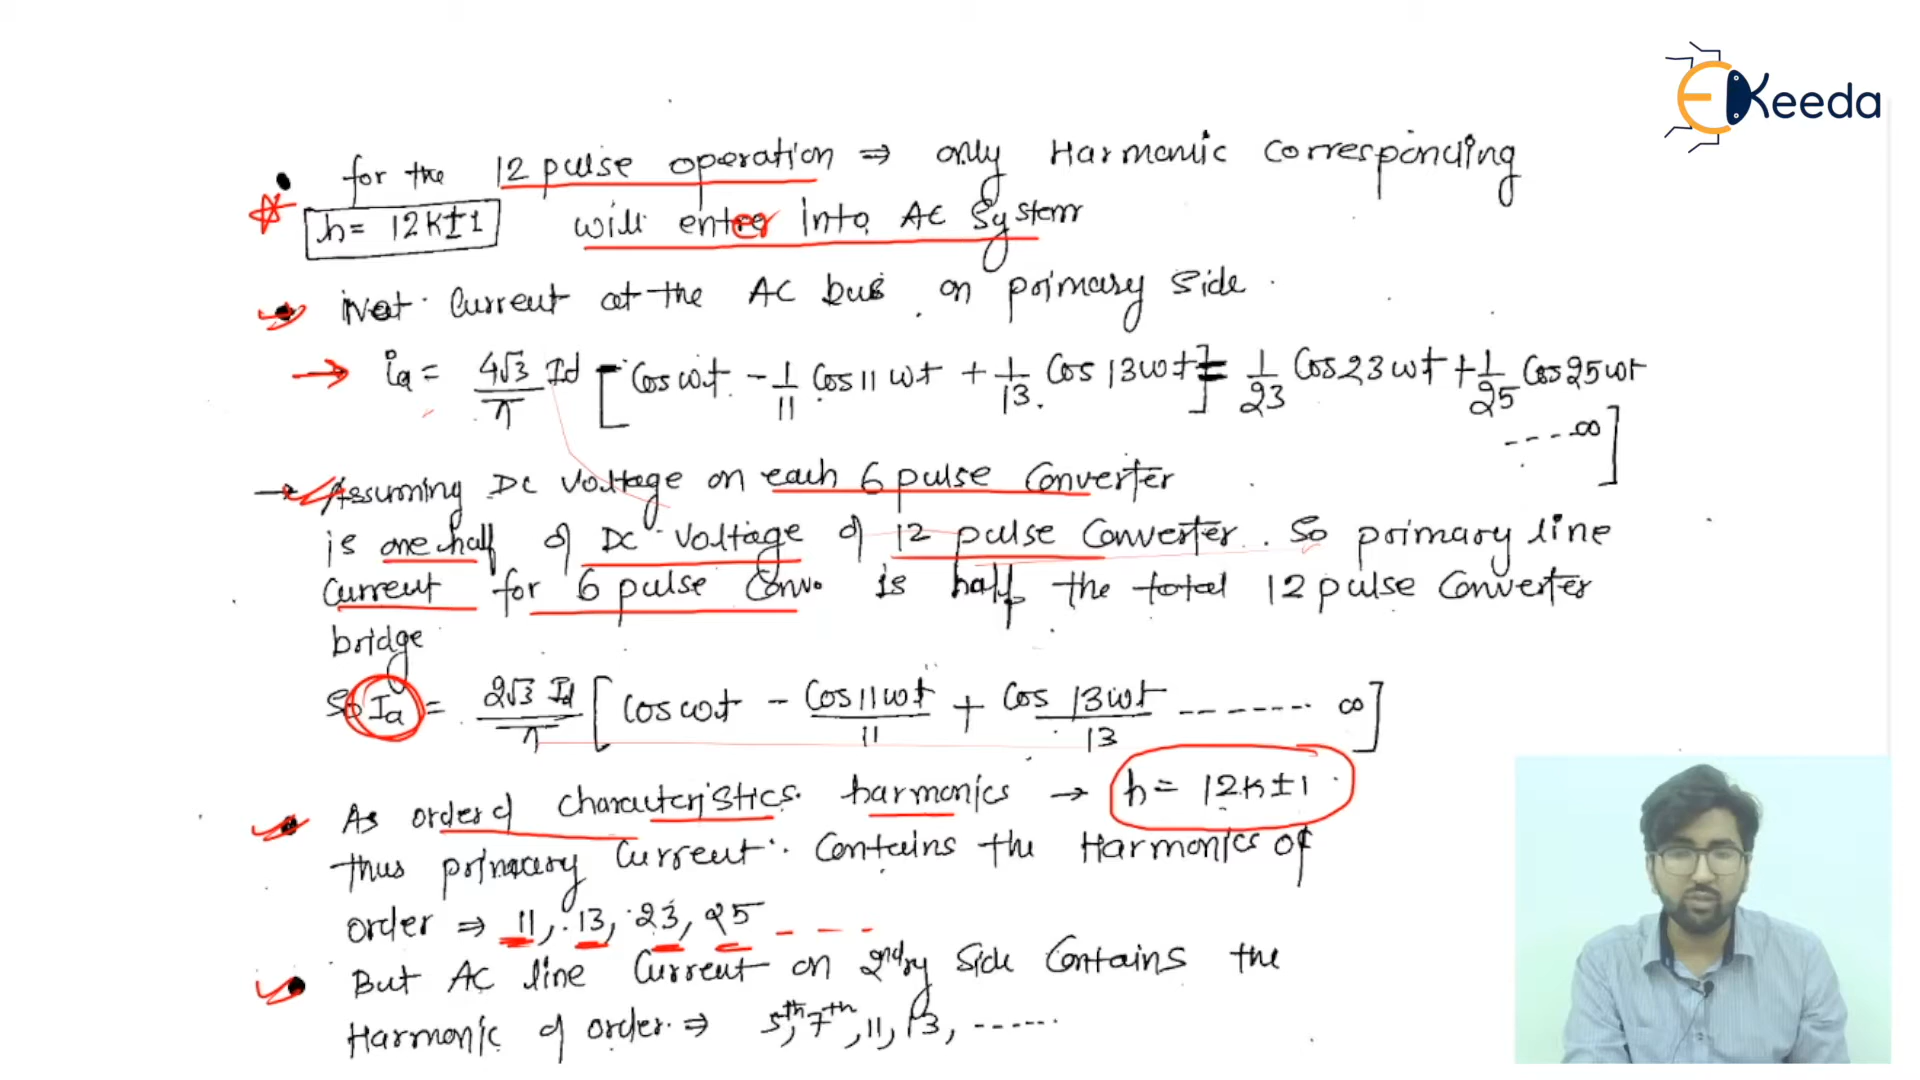 Keeda
• for the 12 pulse operation ⇒ only Harmonic corresponding
h = 12K±1 will enter into AC System
• Net Current at the AC bus on primary side.
→ ia = 4√3/π Id [Cos ωt - 1/11 Cos 11 ωt + 1/13 Cos 13ωt] = 1/23 Cos 23 ωt + 1/25 Cos 25 ωt
----∞]
→ Assuming DC Voltage on each 6 pulse Converter
is one half of DC Voltage of 12 pulse Converter. So primary line
Current for 6 pulse Conv. is half the total 12 pulse Converter
bridge
So Ia = 2√3 Id/π [Cos ωt - Cos 11ωt/11 + Cos 13ωt/13 ------- ∞]
• As order of characteristics harmonics → h = 12K±1
thus primary Current Contains the Harmonics of
order ⇒ 11, 13, 23, 25 - - - -
• But AC line Current on 2ndry Side Contains the
Harmonic of order ⇒ 5th, 7th, 11, 13, ------